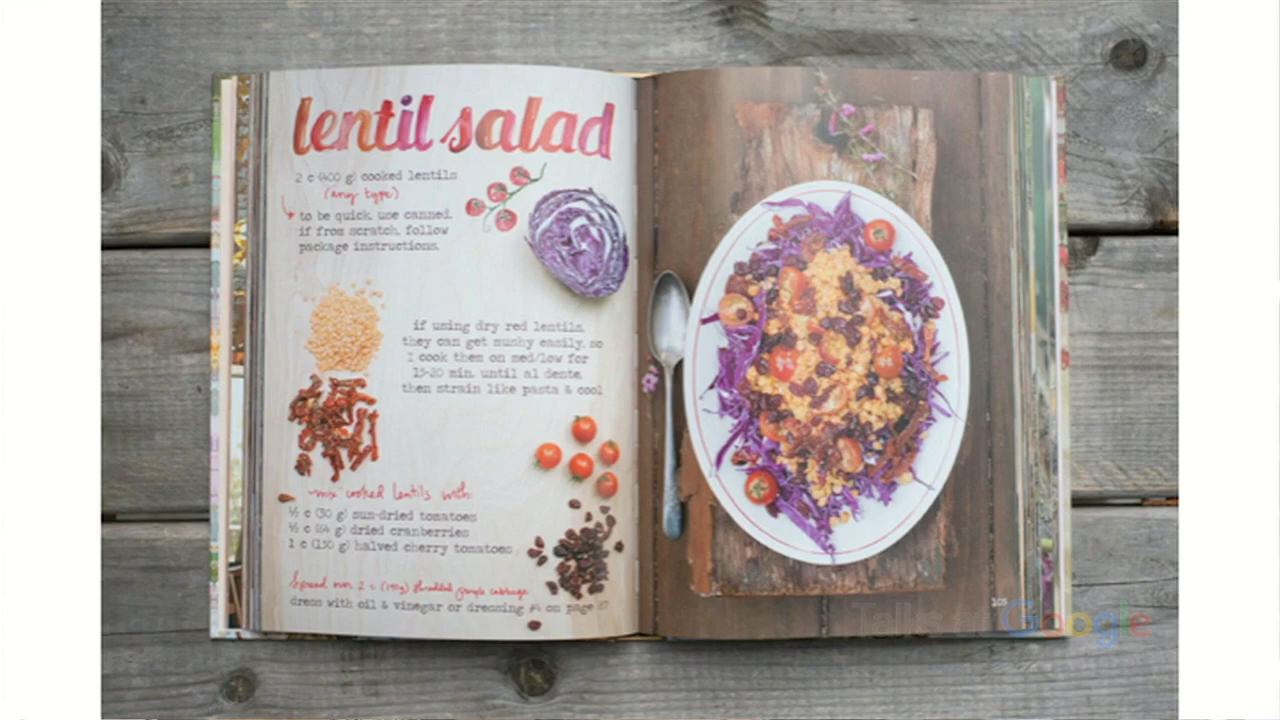 lentil salad
2 c (400 g) cooked lentils
(any type)
to be quick, use canned.
if from scratch, follow
package instructions.
if using dry red lentils,
they can get mushy easily, so
I cook them on med/low for
15-20 min. until al dente,
then strain like pasta & cool
mix cooked lentils with:
½ c (30 g) sun-dried tomatoes
½ c (64 g) dried cranberries
1 c (150 g) halved cherry tomatoes
Spread over 2 c (140g) shredded purple cabbage
dress with oil & vinegar or dressing #4 on page
103
Talks at Google